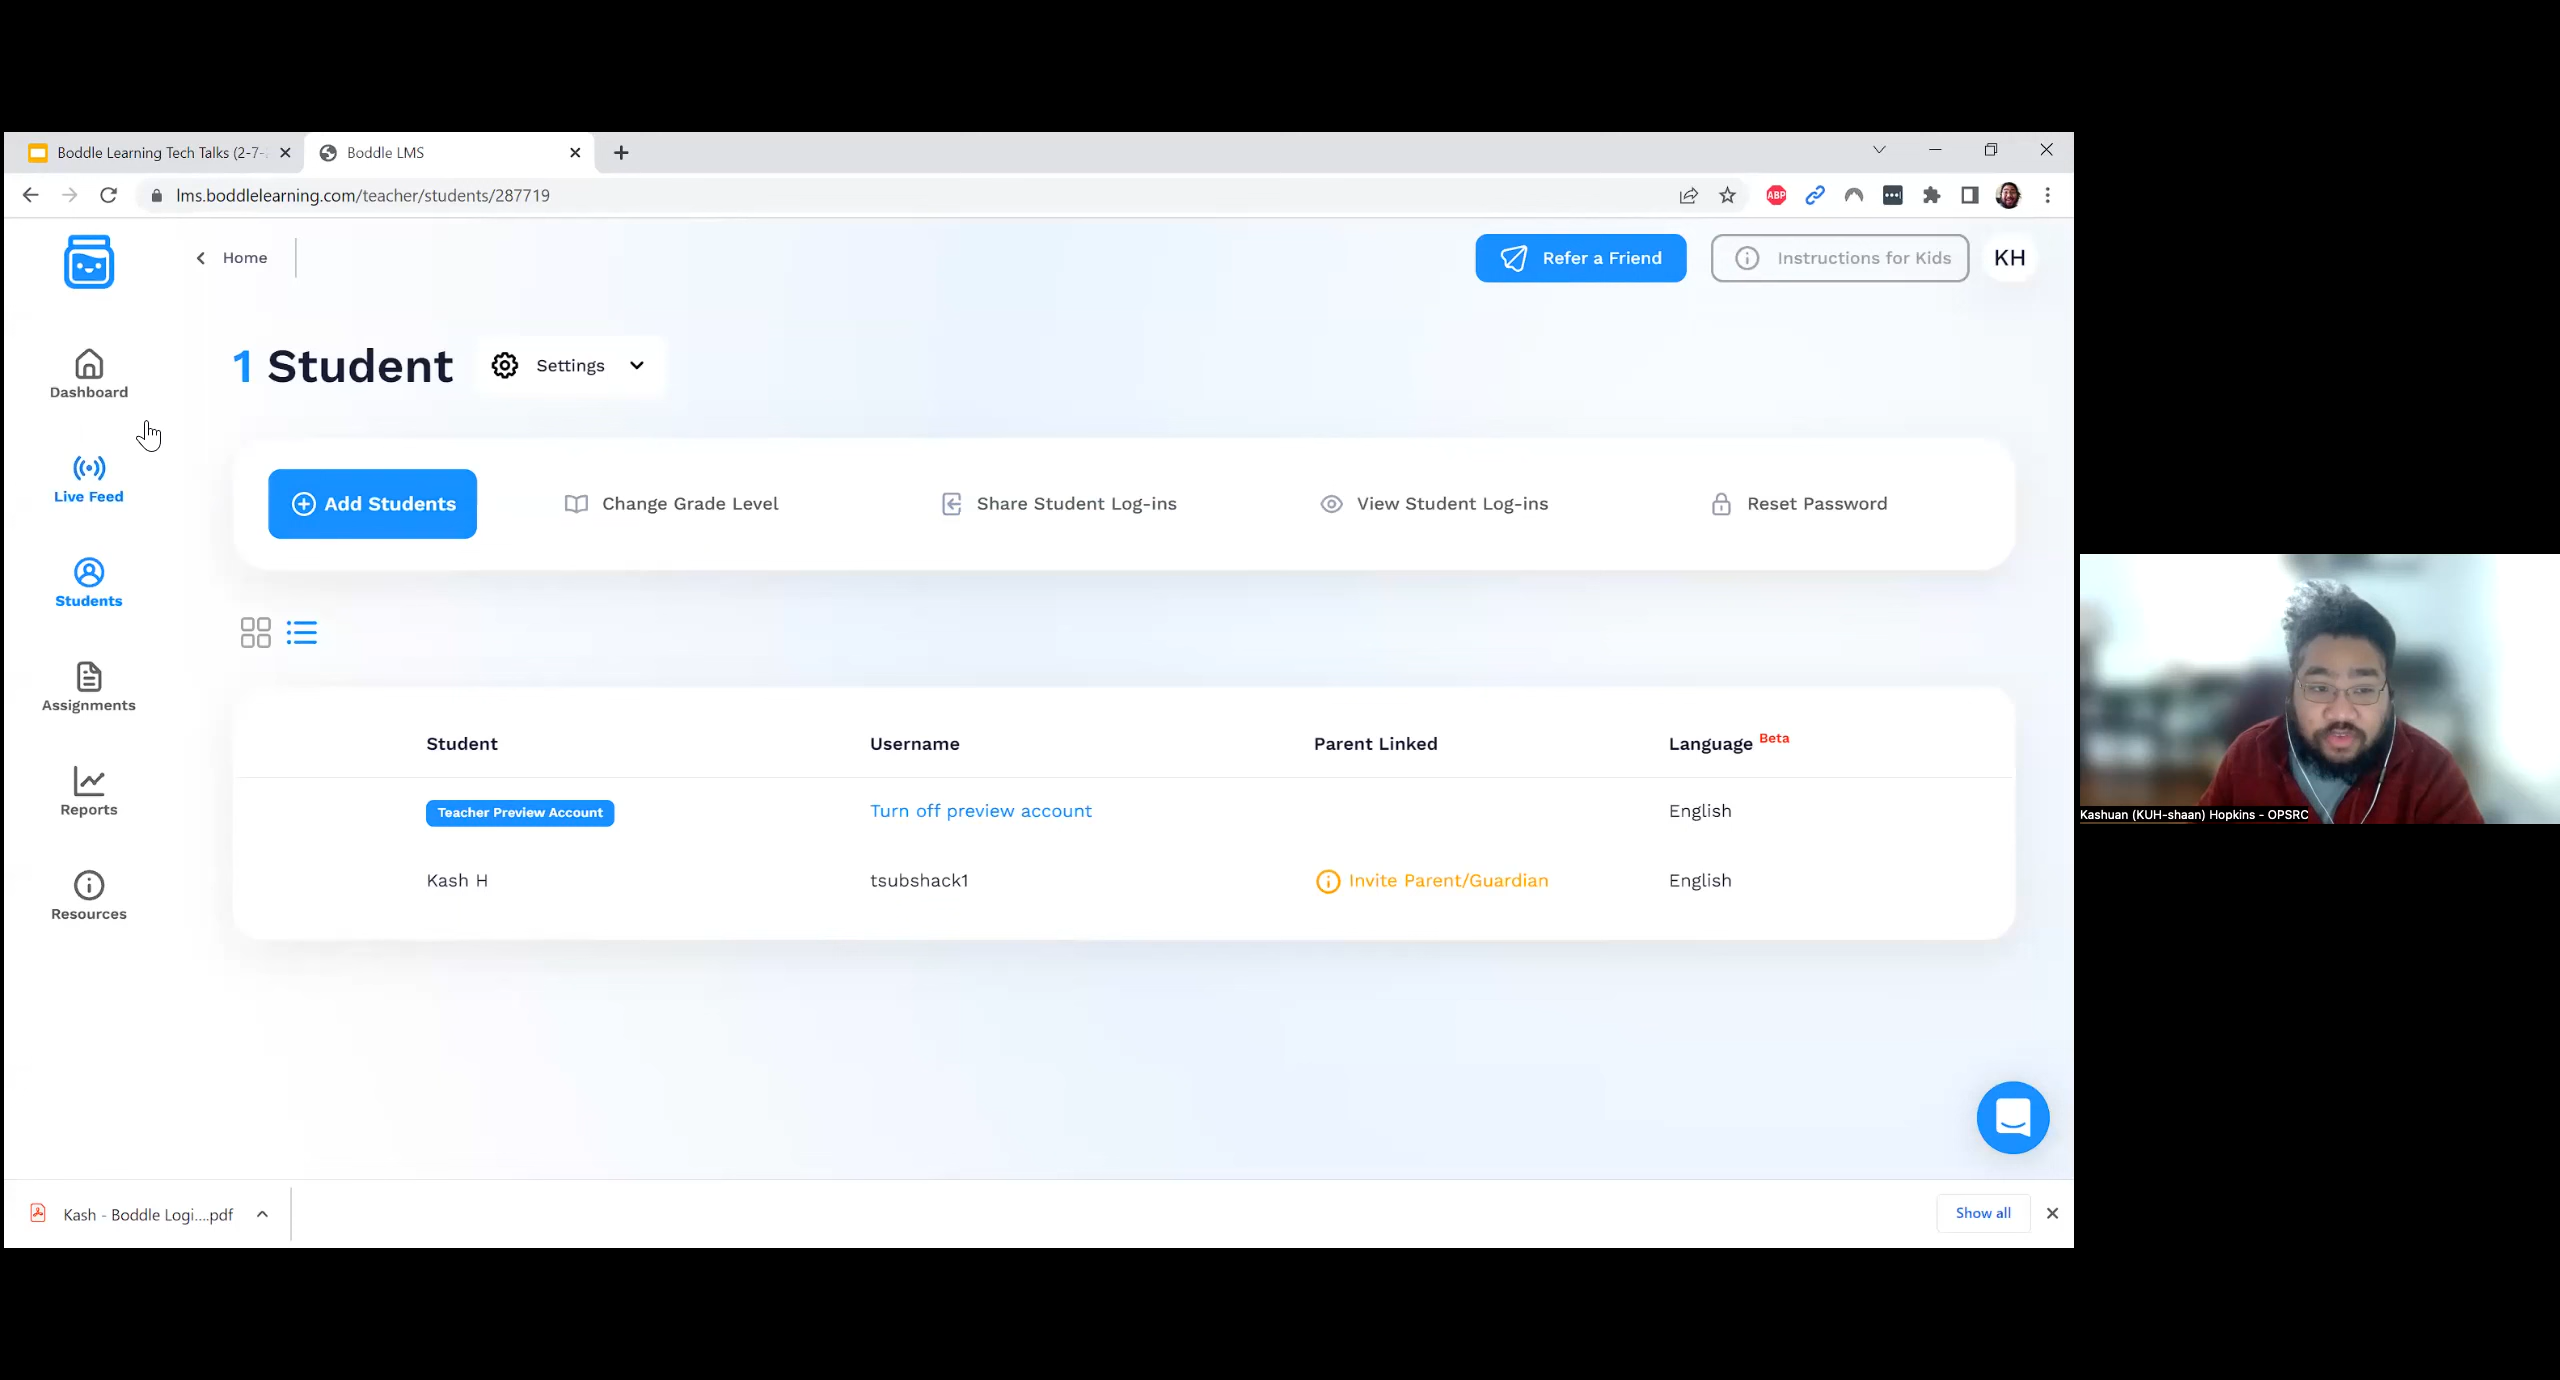 Boddle Learning Tech Talks (2-7-
Boddle LMS
lms.boddlelearning.com/teacher/students/287719
ABP
Home
Refer a Friend
Instructions for Kids
KH
Dashboard
Live Feed
Students
Assignments
Reports
Resources
1 Student
Settings
Add Students
Change Grade Level
Share Student Log-ins
View Student Log-ins
Reset Password
Student Username Parent Linked Language Beta
Teacher Preview Account Turn off preview account English
Kash H tsubshack1 Invite Parent/Guardian English
Kashuan (KUH-shaan) Hopkins - OPSRC
Kash - Boddle Logi....pdf
Show all